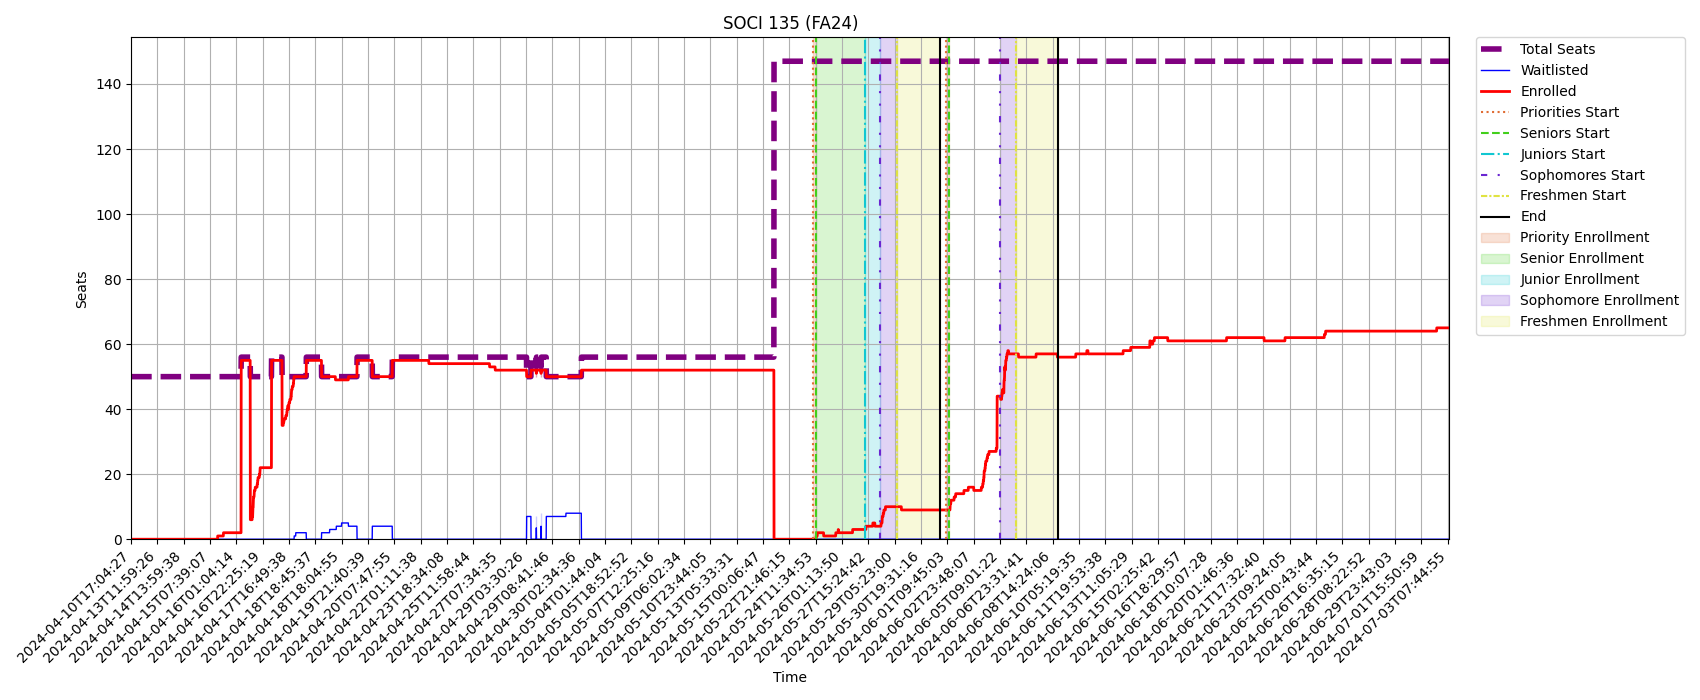 SOCI 135 (FA24)
Seats
140
120
100
80
60
40
20
0
2024-04-10T17:04:27
2024-04-13T11:59:26
2024-04-14T13:59:38
2024-04-15T07:39:07
2024-04-16T01:04:14
2024-04-16T22:25:19
2024-04-17T16:49:38
2024-04-18T18:45:37
2024-04-18T18:04:55
2024-04-19T21:40:39
2024-04-20T07:47:55
2024-04-22T01:11:38
2024-04-23T18:34:08
2024-04-25T11:58:44
2024-04-27T07:34:35
2024-04-29T03:30:26
2024-04-29T08:41:46
2024-04-30T02:34:36
2024-05-04T01:44:04
2024-05-05T18:52:52
2024-05-07T12:25:16
2024-05-09T06:02:34
2024-05-10T23:44:05
2024-05-13T05:33:31
2024-05-15T00:06:47
2024-05-22T21:46:15
2024-05-24T11:34:53
2024-05-26T01:13:50
2024-05-27T15:24:42
2024-05-29T05:23:00
2024-05-30T19:31:16
2024-06-01T09:45:03
2024-06-02T23:48:07
2024-06-05T09:01:22
2024-06-06T23:31:41
2024-06-08T14:24:06
2024-06-10T05:19:35
2024-06-11T19:53:38
2024-06-13T11:05:29
2024-06-15T02:25:42
2024-06-16T18:29:57
2024-06-18T10:07:28
2024-06-20T01:46:36
2024-06-21T17:32:40
2024-06-23T09:24:05
2024-06-25T00:43:44
2024-06-26T16:35:15
2024-06-28T08:22:52
2024-06-29T23:43:03
2024-07-01T15:50:59
2024-07-03T07:44:55
Time
Total Seats
Waitlisted
Enrolled
Priorities Start
Seniors Start
Juniors Start
Sophomores Start
Freshmen Start
End
Priority Enrollment
Senior Enrollment
Junior Enrollment
Sophomore Enrollment
Freshmen Enrollment